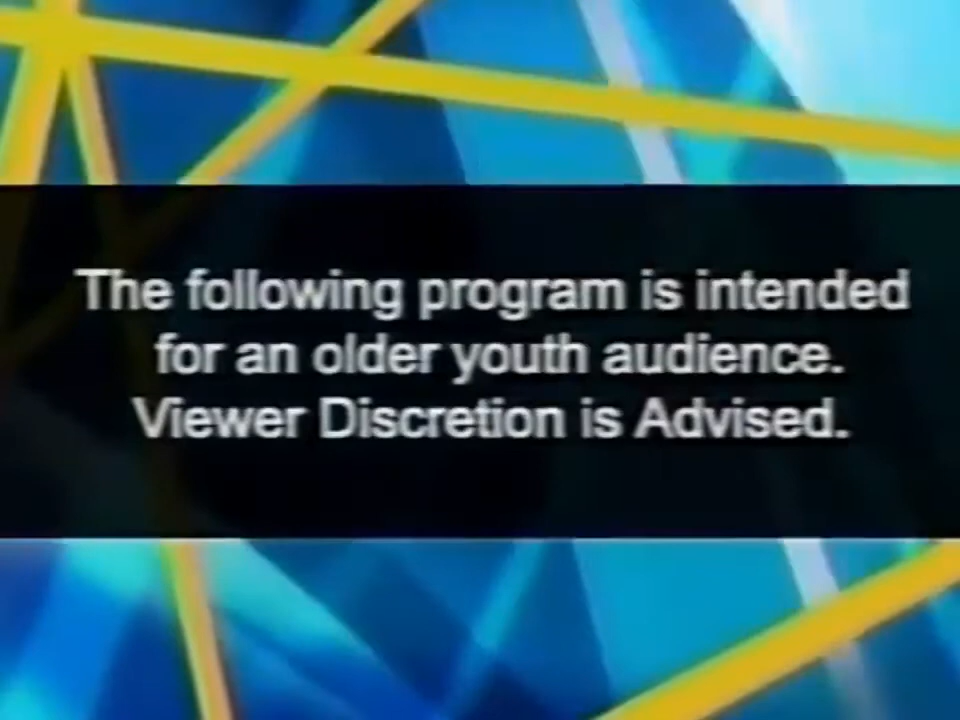 The following program is intended
for an older youth audience.
Viewer Discretion is Advised.